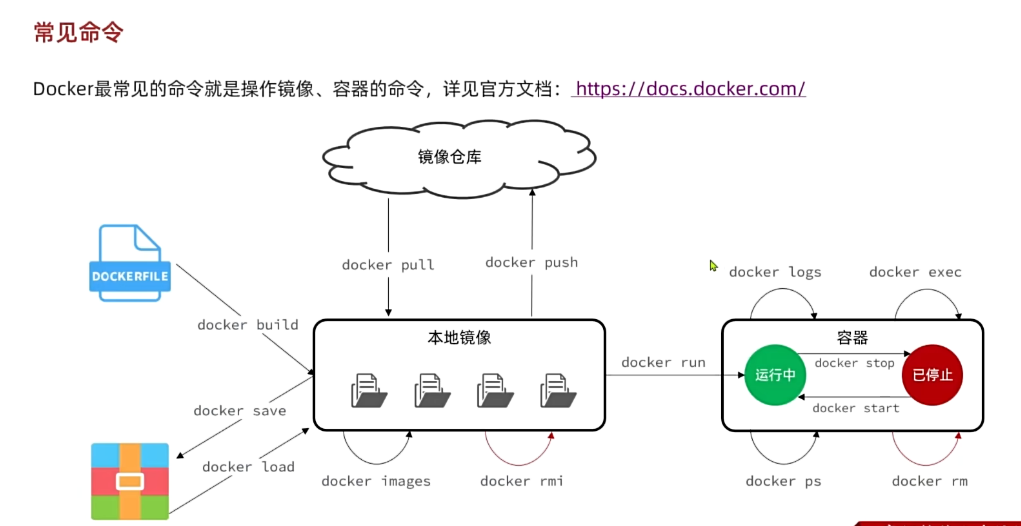 常见命令
Docker最常见的命令就是操作镜像、容器的命令，详见官方文档： https://docs.docker.com/
镜像仓库
DOCKERFILE
docker pull
docker push
docker logs
docker exec
docker build
本地镜像
容器
docker run
运行中
docker stop
已停止
docker start
docker save
docker load
docker images
docker rmi
docker ps
docker rm